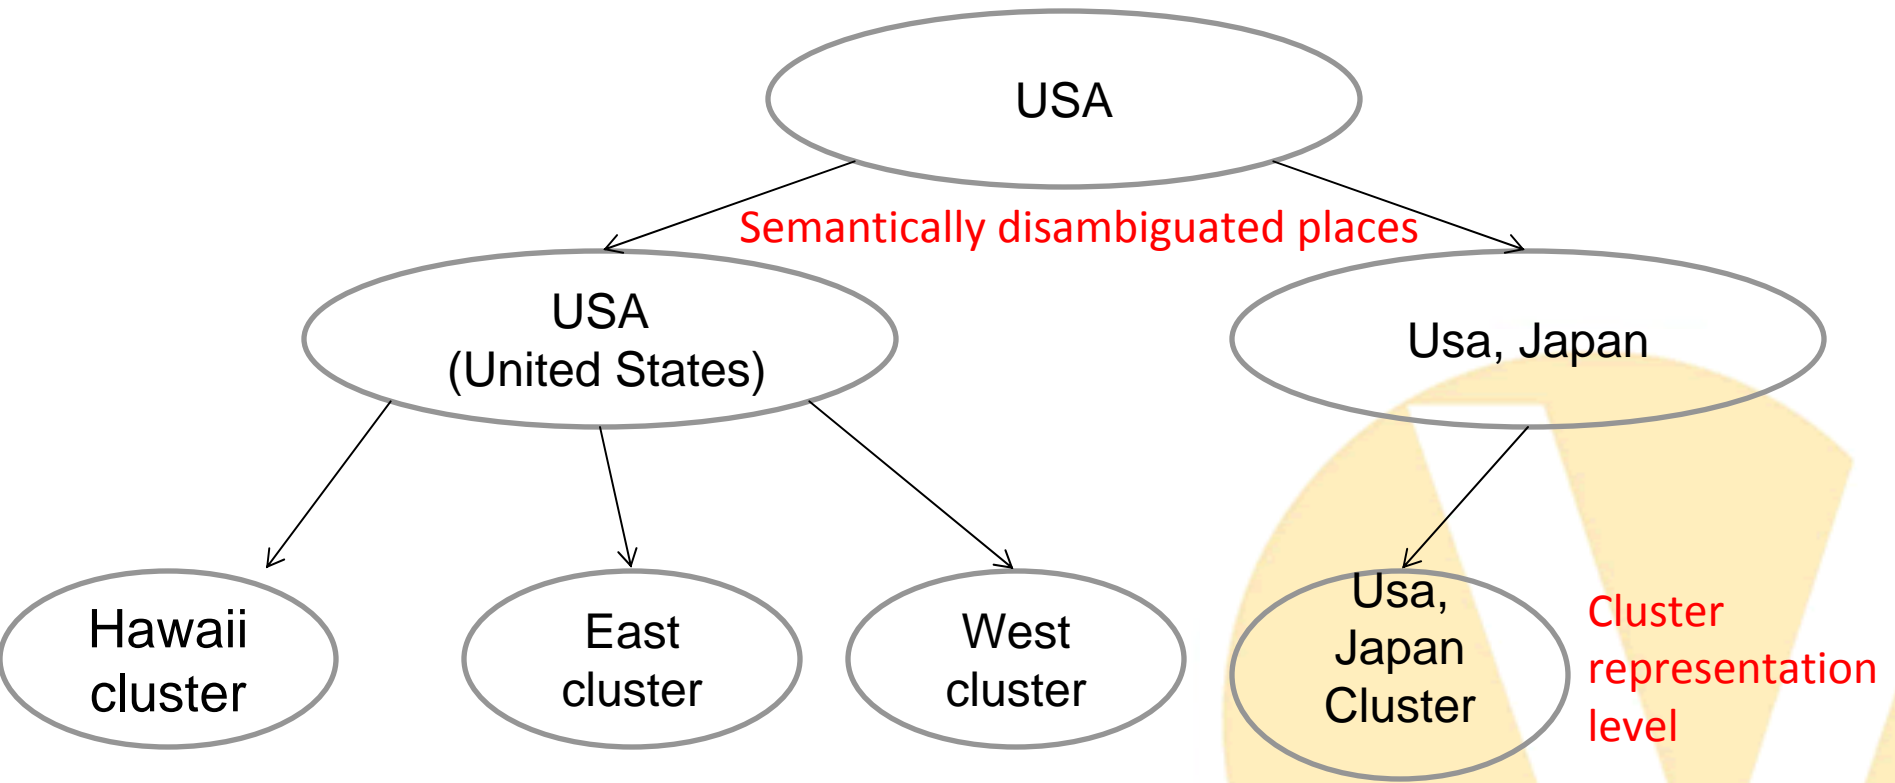 USA
Semantically disambiguated places
USA
(United States)
Usa, Japan
Hawaii
cluster
East
cluster
West
cluster
Usa,
Japan
Cluster
Cluster
representation
level